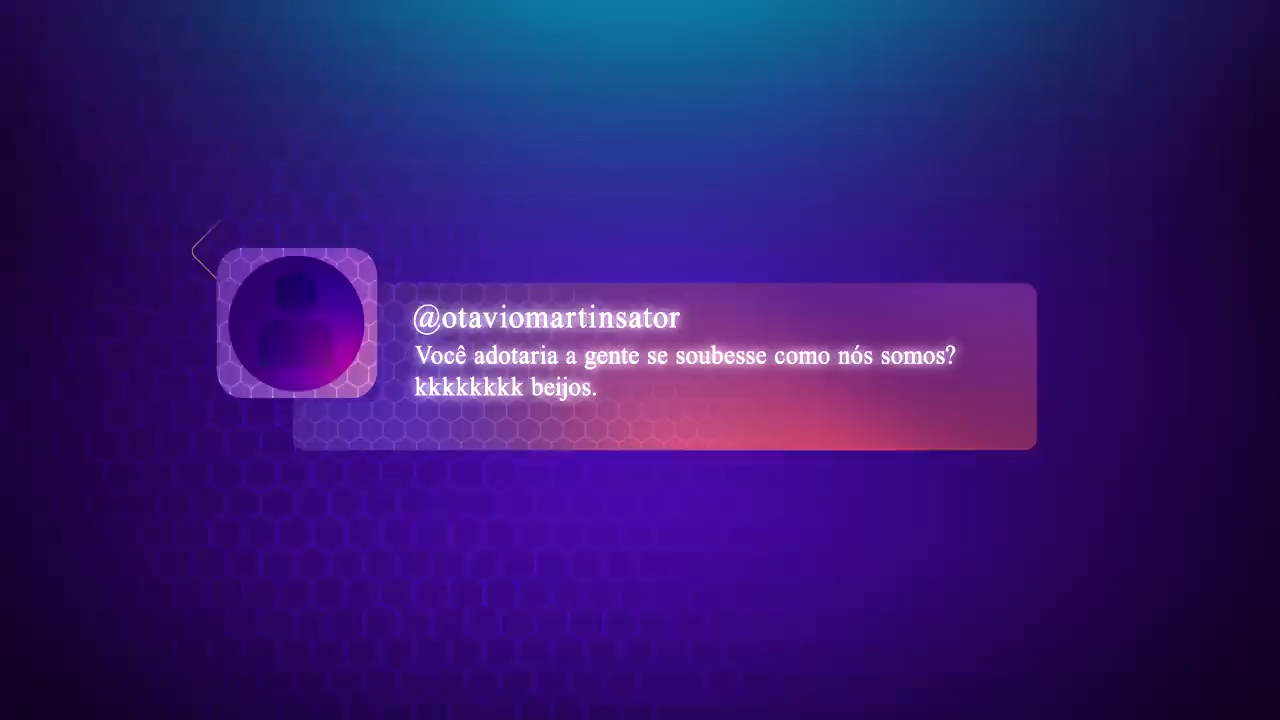 @otaviomartinsator
Você adotaria a gente se soubesse como nós somos?
kkkkkkkk beijos.